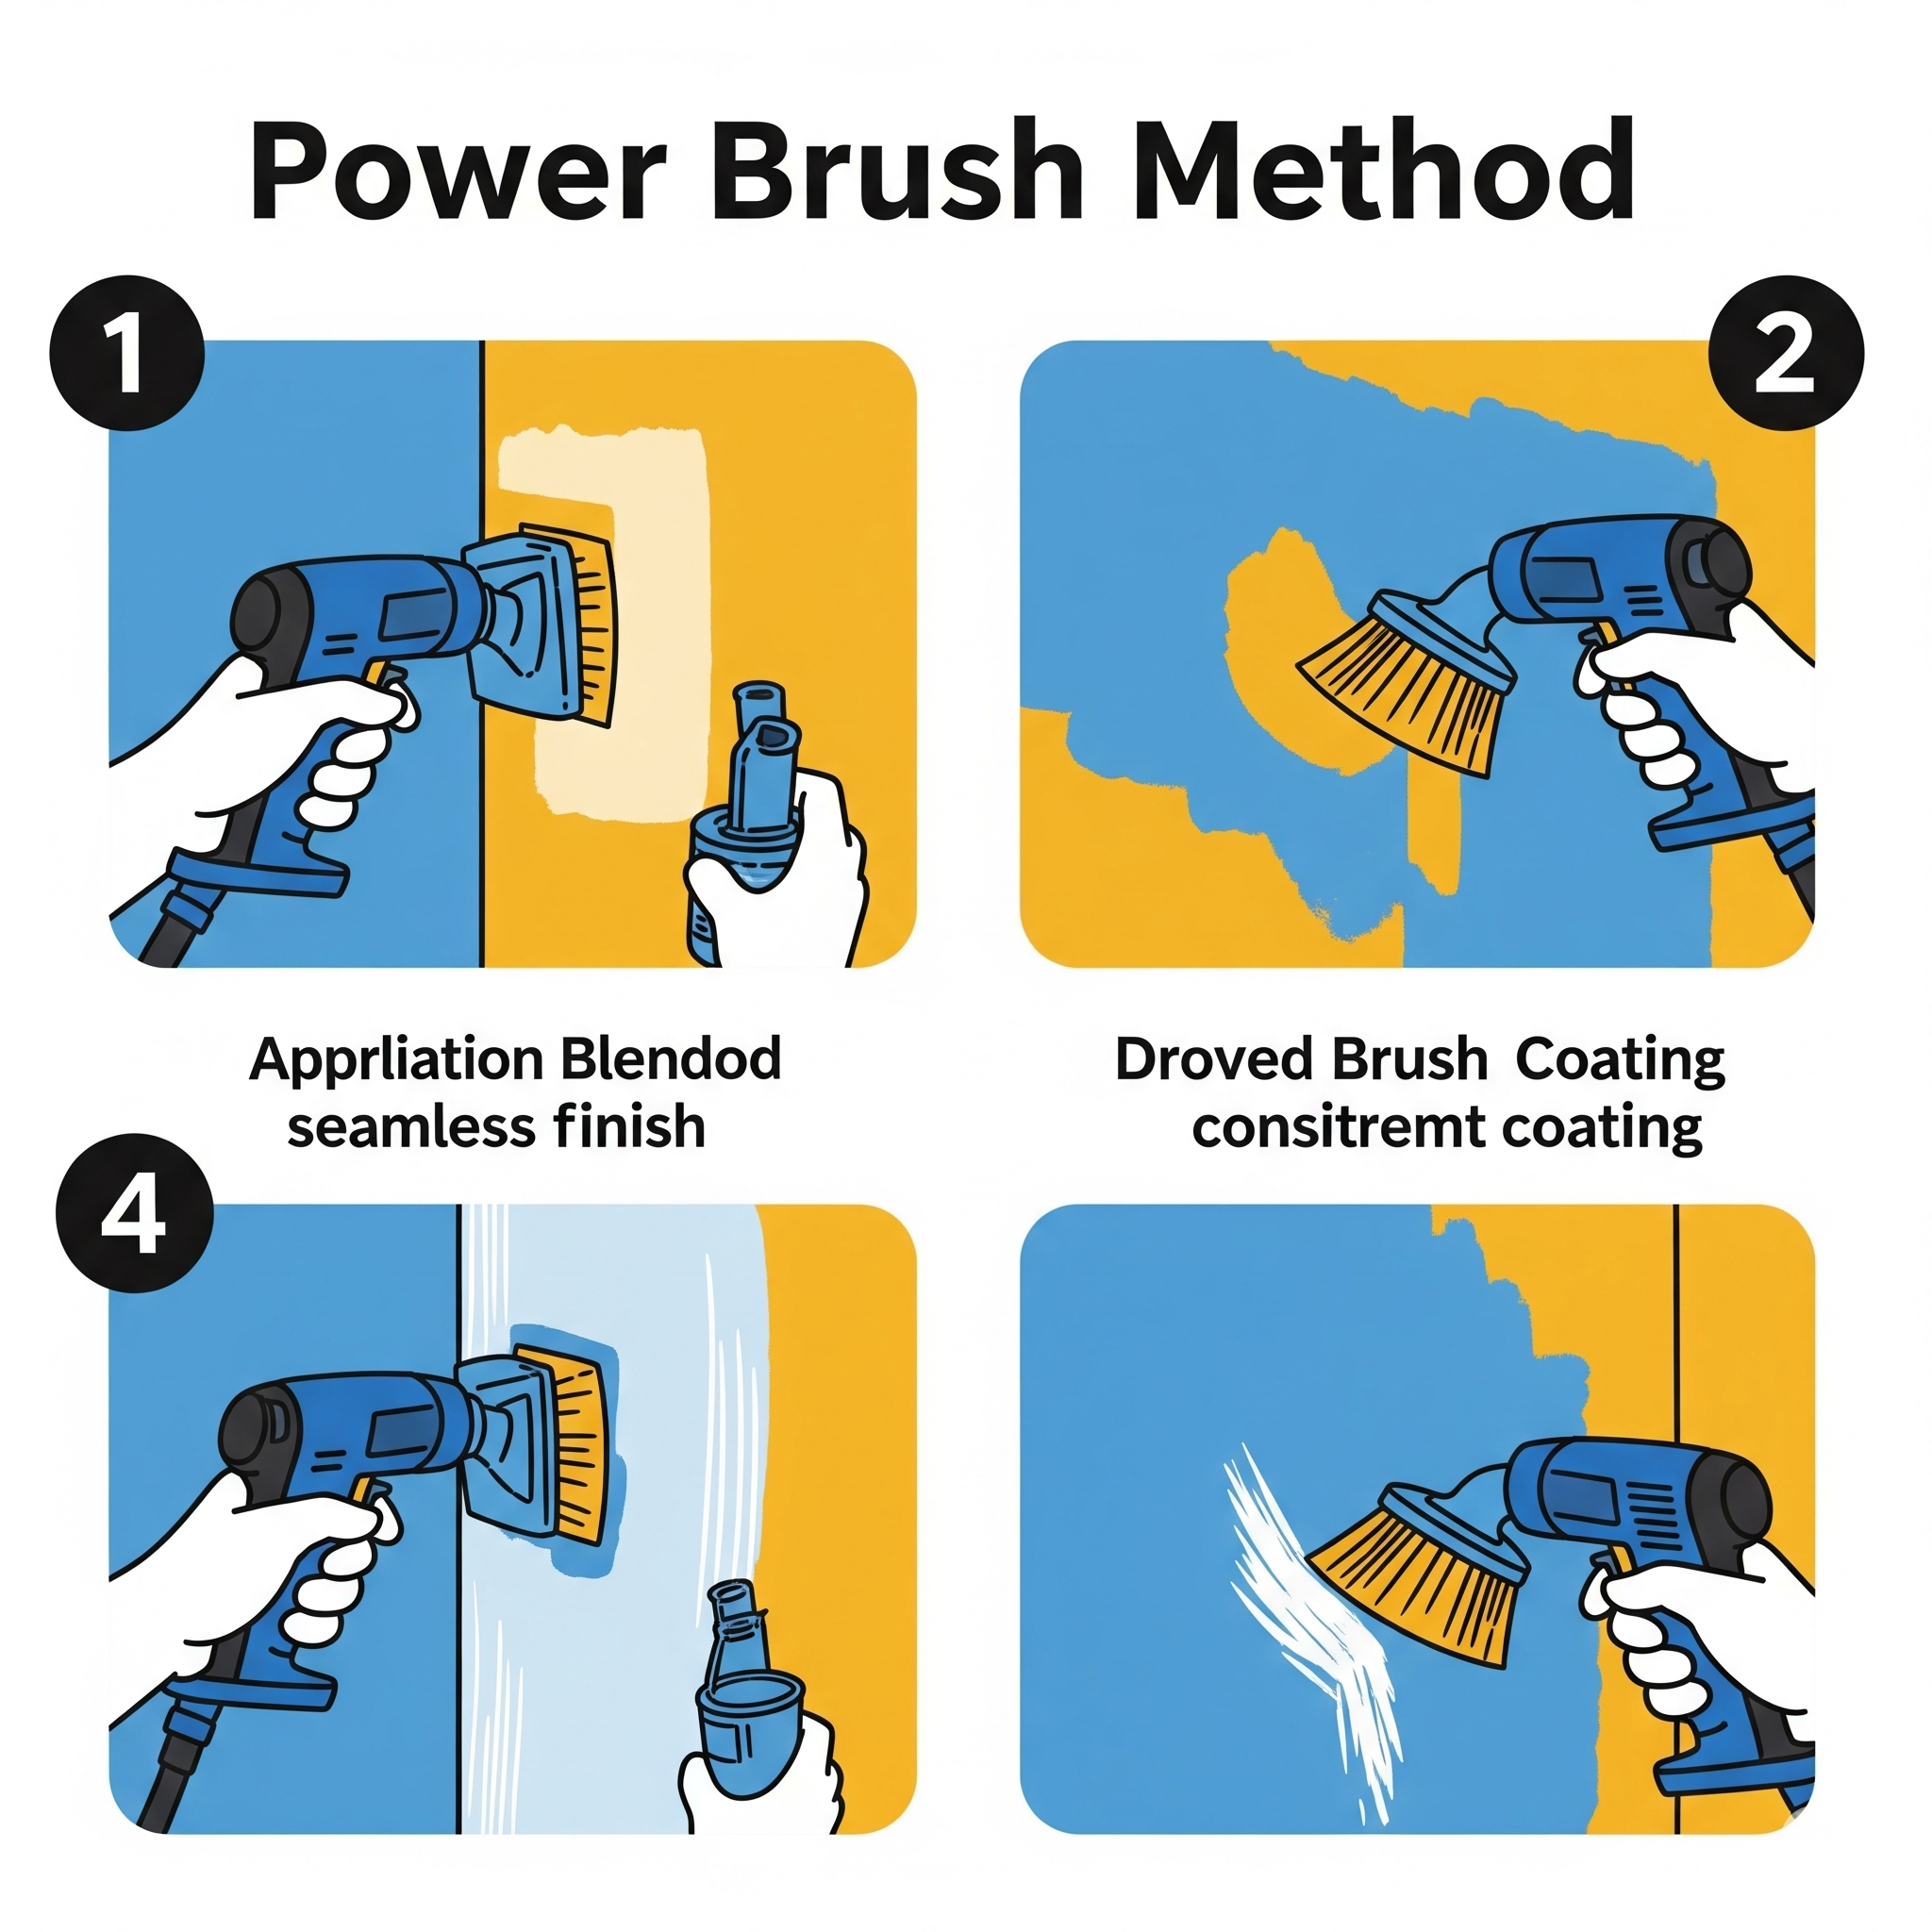 Power Brush Method
1
2
Apprliation Blendod
seamless finish
Droved Brush Coating
consitremt coating
4